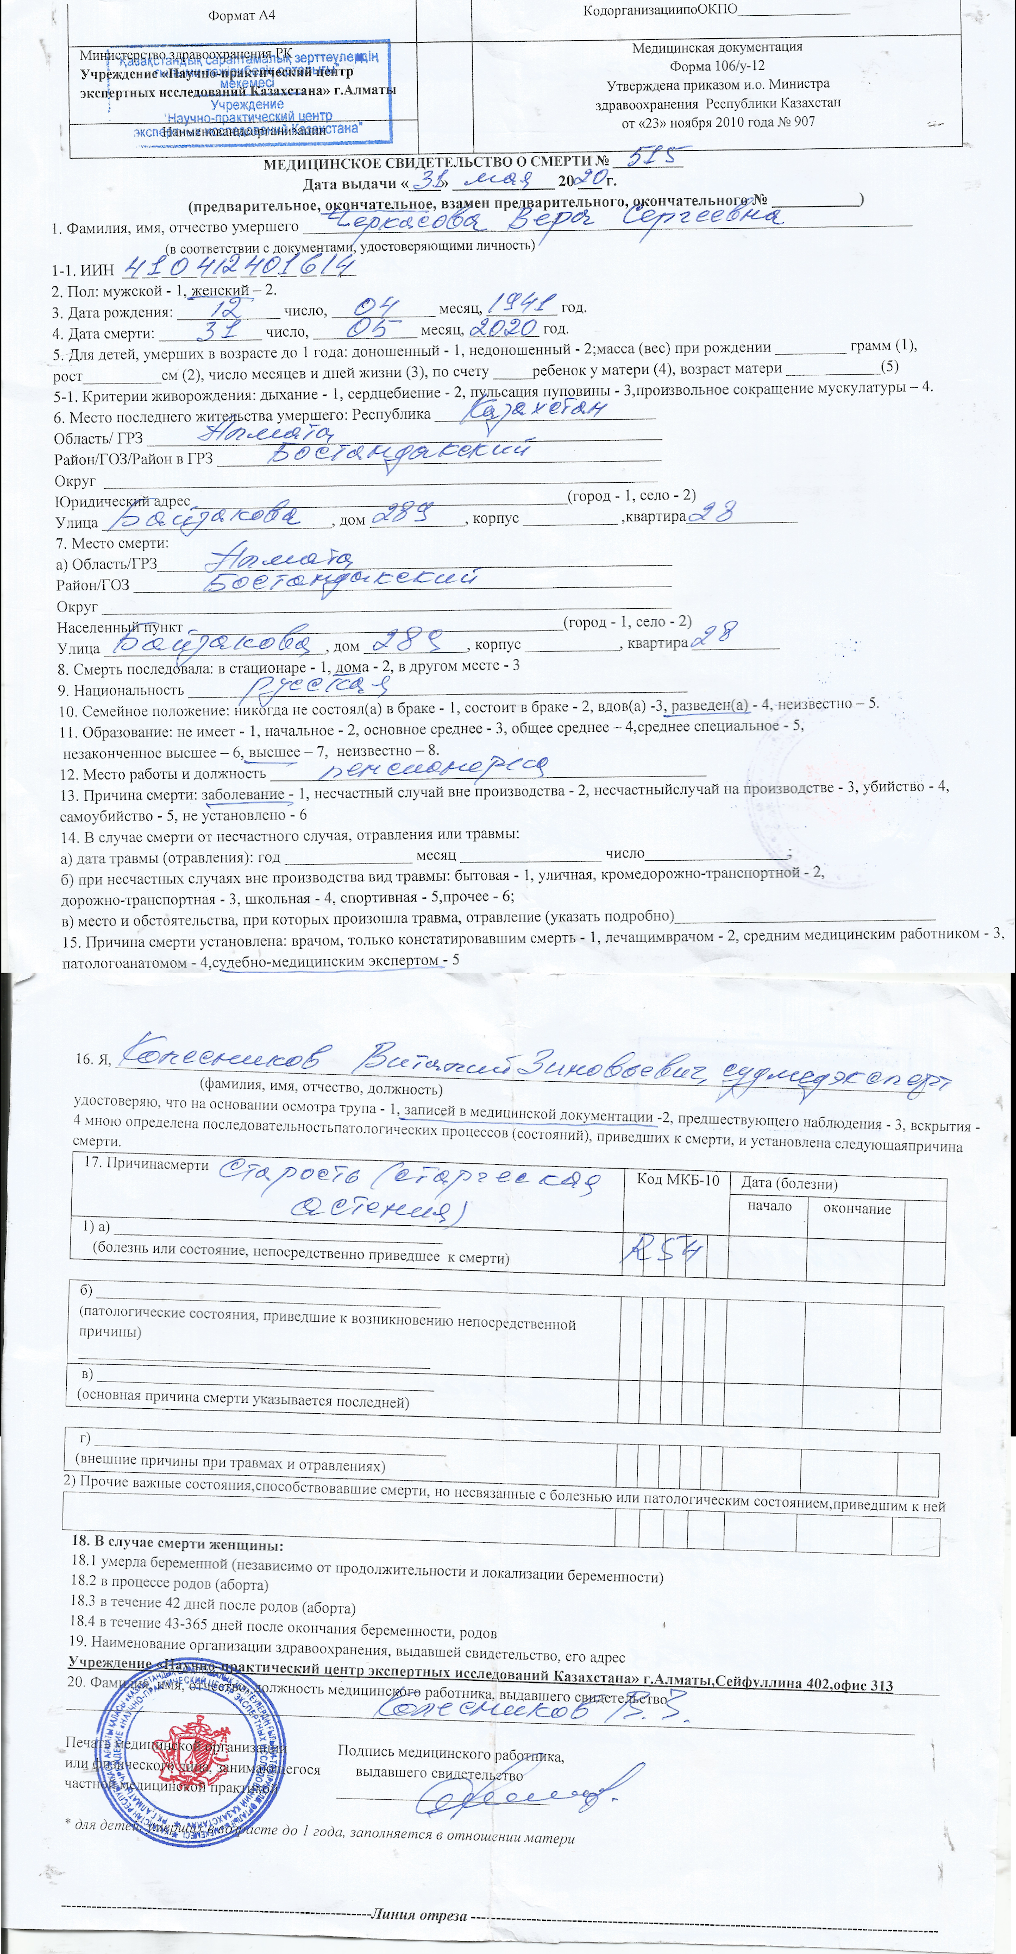 Формат А4
КодорганизациипоОКПО
Министерство здравоохранения РК
Учреждение «Научно-практический центр
экспертных исследований Казахстана» г.Алматы
Наименование организации
Қазақстандық сараптамалық зерттеулердің
мекемесі
Учреждение
"Научно-практический центр
экспертных исследований Казахстана"
Медицинская документация
Форма 106/у-12
Утверждена приказом и.о. Министра
здравоохранения Республики Казахстан
от «23» ноября 2010 года № 907
МЕДИЦИНСКОЕ СВИДЕТЕЛЬСТВО О СМЕРТИ № 515
Дата выдачи « 31 » мая 2020 г.
(предварительное, окончательное, взамен предварительного, окончательного № )
1. Фамилия, имя, отчество умершего Черкасова Вера Сергеевна
(в соответствии с документами, удостоверяющими личность)
1-1. ИИН 410412401614
2. Пол: мужской - 1, женский – 2.
3. Дата рождения: 12 число, 04 месяц, 1941 год.
4. Дата смерти: 31 число, 05 месяц, 2020 год.
5. Для детей, умерших в возрасте до 1 года: доношенный - 1, недоношенный - 2;масса (вес) при рождении грамм (1),
рост см (2), число месяцев и дней жизни (3), по счету ребенок у матери (4), возраст матери (5)
5-1. Критерии живорождения: дыхание - 1, сердцебиение - 2, пульсация пуповины - 3,произвольное сокращение мускулатуры – 4.
6. Место последнего жительства умершего: Республика Казахстан
Область/ ГРЗ Алмата
Район/ГОЗ/Район в ГРЗ Бостандыкский
Округ
Юридический адрес (город - 1, село - 2)
Улица Байзакова , дом 289 , корпус ,квартира 28
7. Место смерти:
а) Область/ГРЗ Алмата
Район/ГОЗ Бостандыкский
Округ
Населенный пункт (город - 1, село - 2)
Улица Байзакова , дом 289 , корпус , квартира 28
8. Смерть последовала: в стационаре - 1, дома - 2, в другом месте - 3
9. Национальность русская
10. Семейное положение: никогда не состоял(а) в браке - 1, состоит в браке - 2, вдов(а) -3, разведен(а) - 4, неизвестно – 5.
11. Образование: не имеет - 1, начальное - 2, основное среднее - 3, общее среднее – 4,среднее специальное - 5,
незаконченное высшее – 6, высшее – 7, неизвестно – 8.
12. Место работы и должность пенсионерка
13. Причина смерти: заболевание - 1, несчастный случай вне производства - 2, несчастныйслучай на производстве - 3, убийство - 4,
самоубийство - 5, не установлено - 6
14. В случае смерти от несчастного случая, отравления или травмы:
а) дата травмы (отравления): год месяц число ;
б) при несчастных случаях вне производства вид травмы: бытовая - 1, уличная, кромедорожно-транспортной - 2,
дорожно-транспортная - 3, школьная - 4, спортивная - 5,прочее - 6;
в) место и обстоятельства, при которых произошла травма, отравление (указать подробно)
15. Причина смерти установлена: врачом, только констатировавшим смерть - 1, лечащимврачом - 2, средним медицинским работником - 3,
патологоанатомом - 4,судебно-медицинским экспертом - 5
16. Я, Колесников Виталий Зиновьевич, судмедэксперт
(фамилия, имя, отчество, должность)
удостоверяю, что на основании осмотра трупа - 1, записей в медицинской документации -2, предшествующего наблюдения - 3, вскрытия -
4 мною определена последовательностьпатологических процессов (состояний), приведших к смерти, и установлена следующаяпричина
смерти.
17. Причинасмерти Старость (старческая
астения)
Код МКБ-10
Дата (болезни)
начало
окончание
1) а)
(болезнь или состояние, непосредственно приведшее к смерти)
R54
б)
(патологические состояния, приведшие к возникновению непосредственной
причины)
в)
(основная причина смерти указывается последней)
г)
(внешние причины при травмах и отравлениях)
2) Прочие важные состояния,способствовавшие смерти, но несвязанные с болезнью или патологическим состоянием,приведшим к ней
18. В случае смерти женщины:
18.1 умерла беременной (независимо от продолжительности и локализации беременности)
18.2 в процессе родов (аборта)
18.3 в течение 42 дней после родов (аборта)
18.4 в течение 43-365 дней после окончания беременности, родов
19. Наименование организации здравоохранения, выдавшей свидетельство, его адрес
Учреждение «Научно-практический центр экспертных исследований Казахстана» г.Алматы,Сейфуллина 402.офис 313
20. Фамилия, имя, отчество, должность медицинского работника, выдавшего свидетельство
Колесников В.З.
Печать медицинской организации
или физического лица, занимающегося
частной медицинской практикой
Подпись медицинского работника,
выдавшего свидетельство
* для детей, умерших в возрасте до 1 года, заполняется в отношении матери
Линия отреза